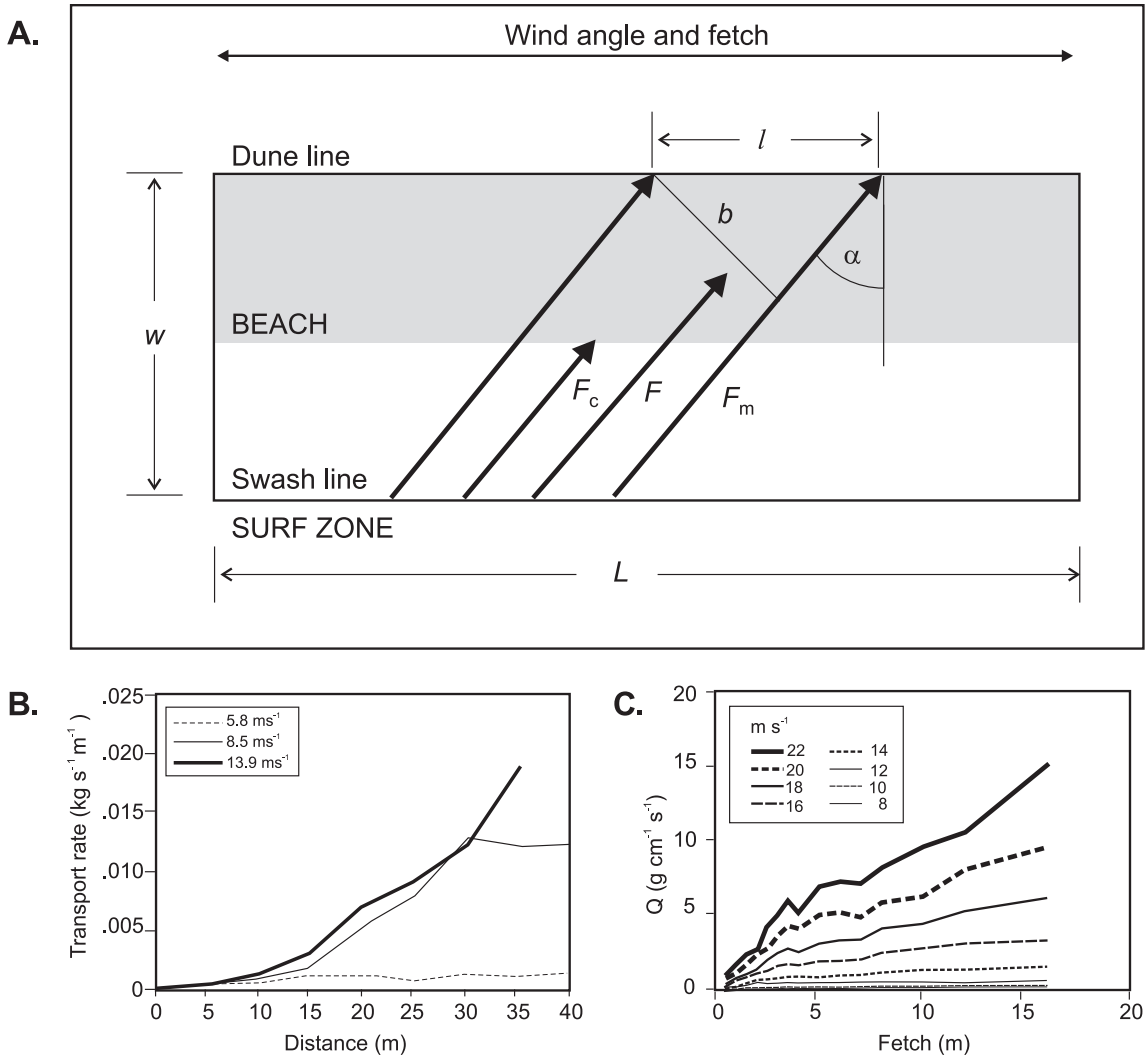 A.
Wind angle and fetch
l
Dune line
b
α
w
BEACH
Fc
F
Fm
Swash line
SURF ZONE
L
B.
Transport rate (kg s-1 m-1)
.025
.020
.015
.010
.005
0
5.8 ms-1
8.5 ms-1
13.9 ms-1
0 5 10 15 20 25 30 35 40
Distance (m)
C.
Q (g cm-1 s-1)
20
15
10
5
0
m s-1
22 14
20 12
18 10
16 8
0 5 10 15 20
Fetch (m)